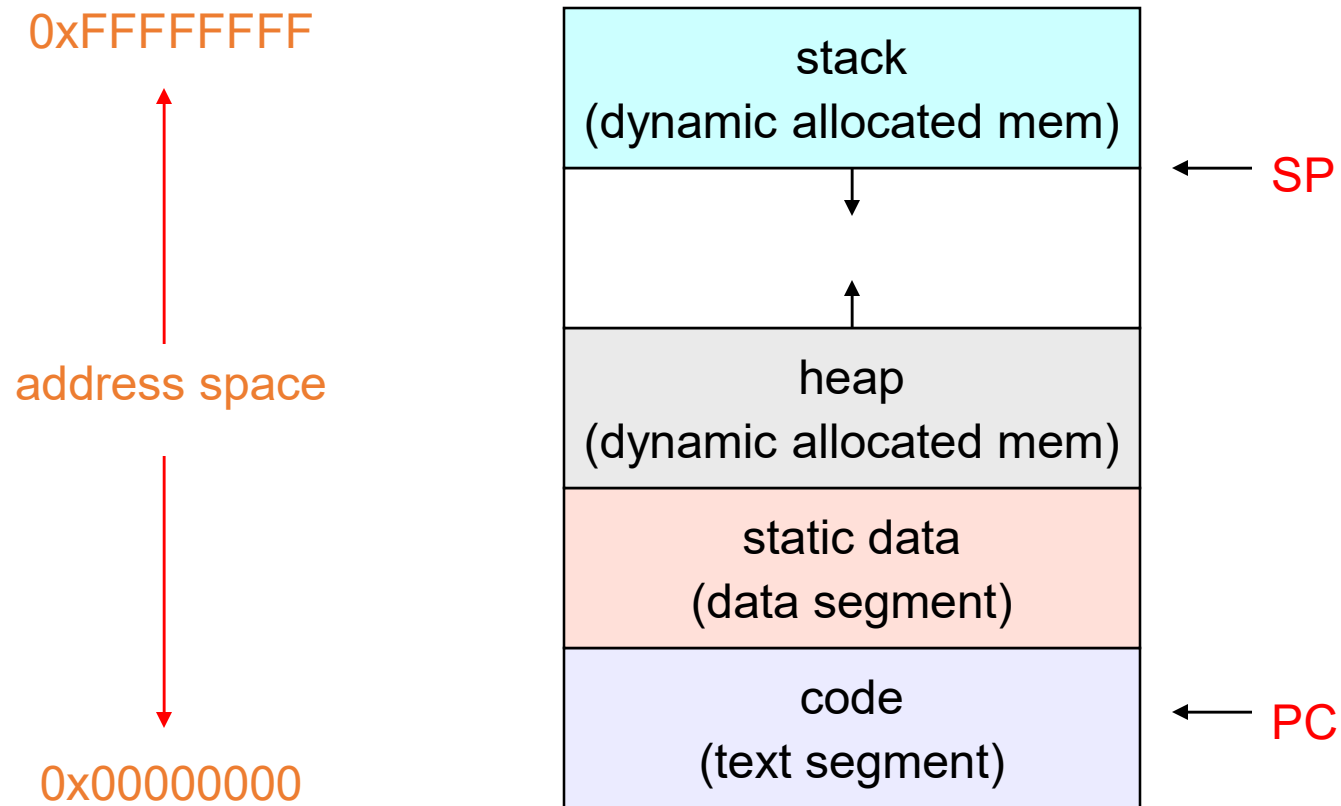 0xFFFFFFFF
stack
(dynamic allocated mem)
SP
address space
heap
(dynamic allocated mem)
static data
(data segment)
code
(text segment)
PC
0x00000000